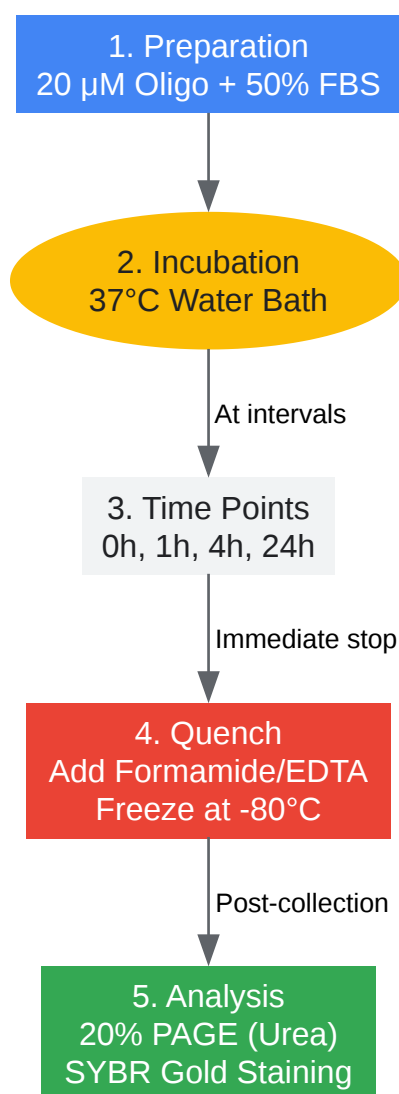 1. Preparation
20 μM Oligo + 50% FBS
2. Incubation
37°C Water Bath
At intervals
3. Time Points
0h, 1h, 4h, 24h
Immediate stop
4. Quench
Add Formamide/EDTA
Freeze at -80°C
Post-collection
5. Analysis
20% PAGE (Urea)
SYBR Gold Staining